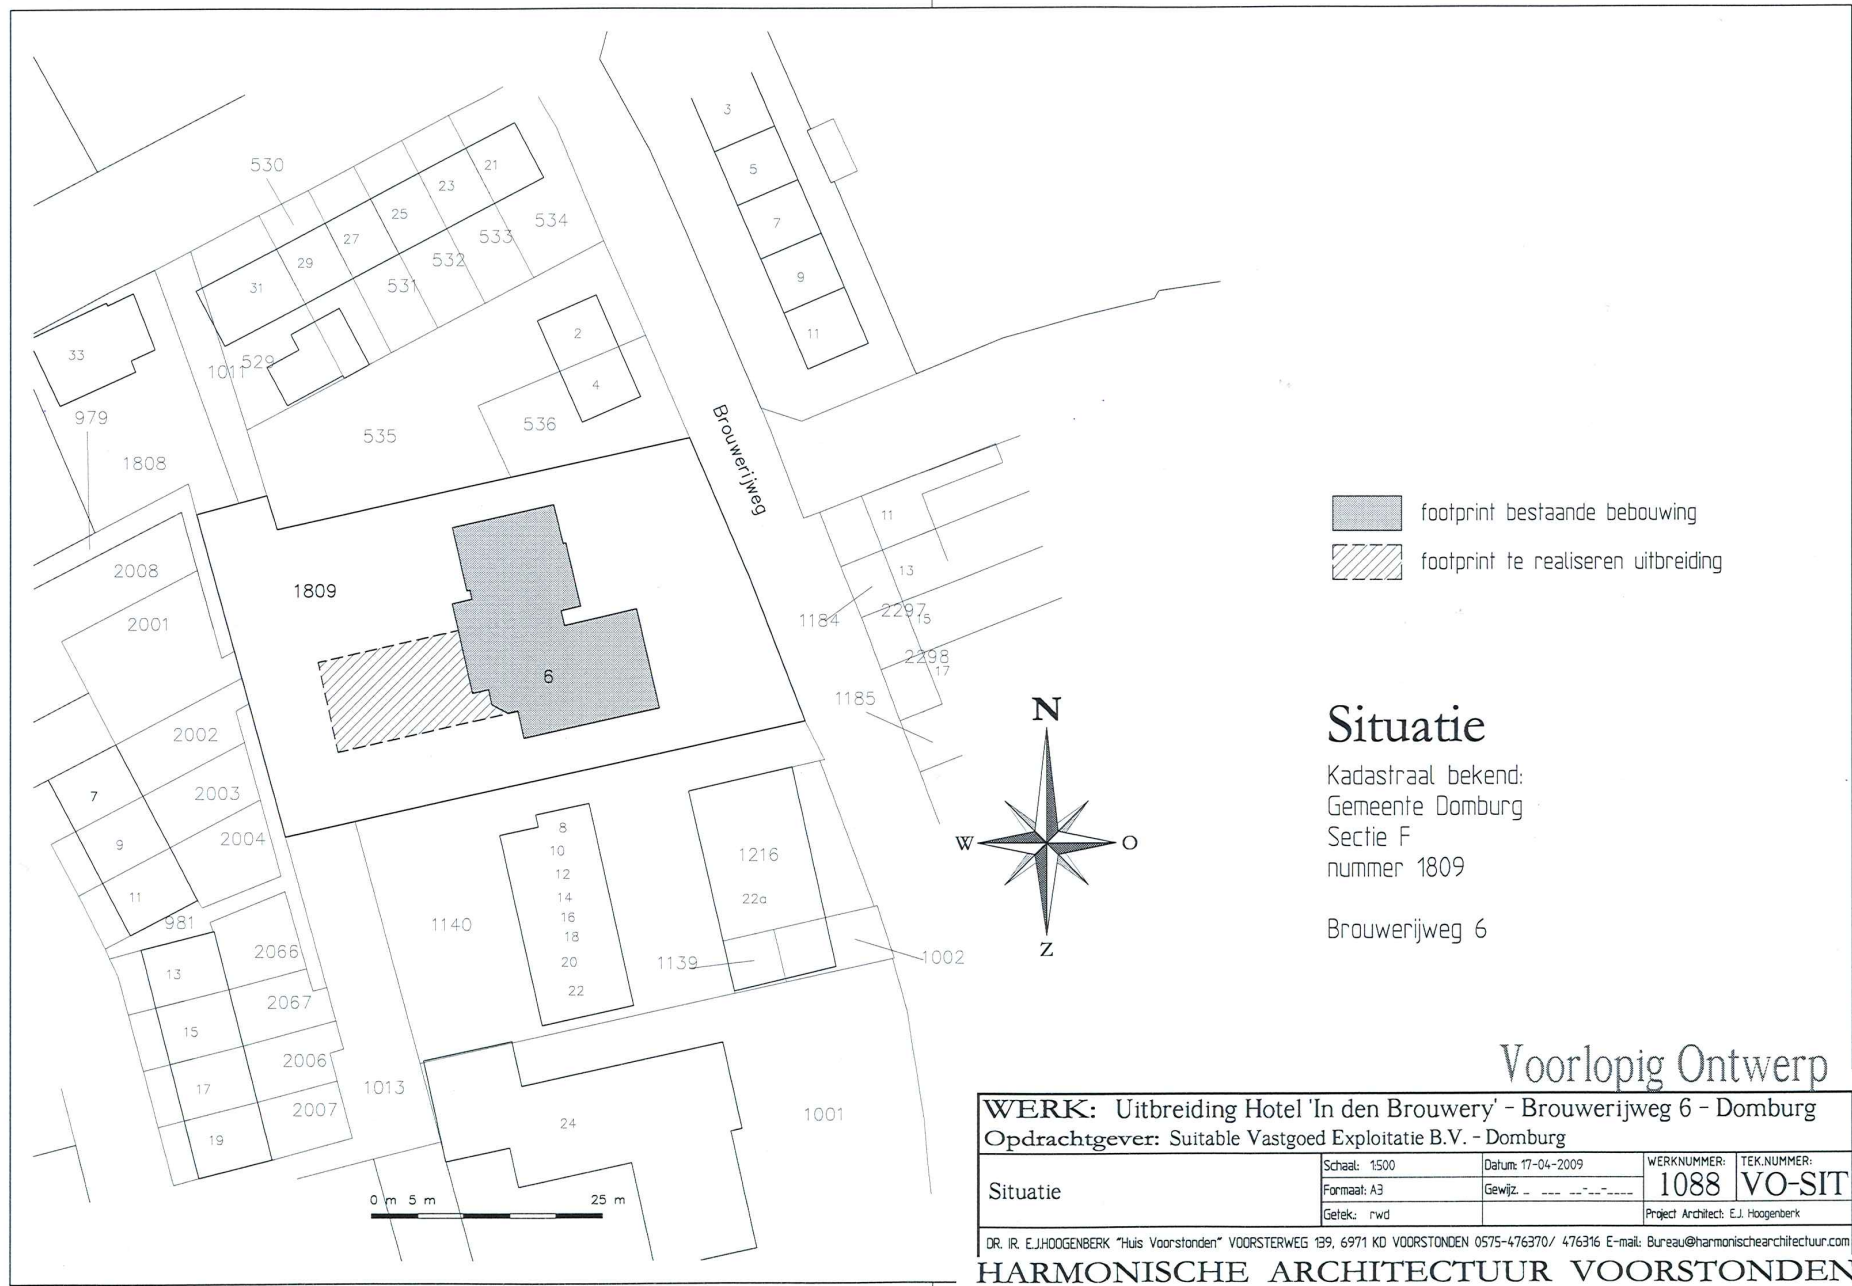 3
5
7
9
11
530
21
23
25
27
29
31
534
533
532
531
529
1011
33
979
1808
2
4
535
536
Brouwerijweg
11
13
1184
2297
15
2298
17
1185
2008
2001
1809
6
footprint bestaande bebouwing
footprint te realiseren uitbreiding
2002
2003
2004
7
9
11
981
8
10
12
14
16
18
20
22
1140
1216
22a
1139
1002
N
W
O
Z
Situatie
Kadastraal bekend:
Gemeente Domburg
Sectie F
nummer 1809
Brouwerijweg 6
2066
2067
2006
2007
13
15
17
19
1013
24
1001
0 m 5 m 25 m
Voorlopig Ontwerp
WERK: Uitbreiding Hotel 'In den Brouwery' - Brouwerijweg 6 - Domburg
Opdrachtgever: Suitable Vastgoed Exploitatie B.V. - Domburg
Situatie
Schaal: 1:500
Datum: 17-04-2009
WERKNUMMER:
TEK.NUMMER:
Formaat: A3
Gewijz. _ ___ __-__-____
1088
VO-SIT
Getek.: rwd
Project Architect: E.J. Hoogenberk
DR. IR. E.J.HOOGENBERK "Huis Voorstonden" VOORSTERWEG 139, 6971 KD VOORSTONDEN 0575-476370/ 476316 E-mail: Bureau@harmonischearchitectuur.com
HARMONISCHE ARCHITECTUUR VOORSTONDEN